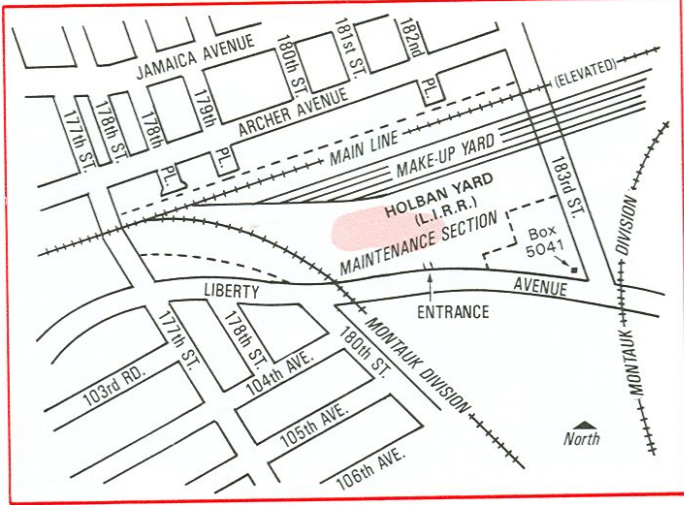 JAMAICA AVENUE
177th ST.
178th ST.
178th
PL.
179th
PL.
180th ST.
181st ST.
182nd
PL.
ARCHER AVENUE
MAIN LINE
(ELEVATED)
MAKE-UP YARD
HOLBAN YARD
(L.I.R.R.)
MAINTENANCE SECTION
183rd ST.
Box
5041
LIBERTY
AVENUE
ENTRANCE
177th ST.
178th ST.
180th ST.
MONTAUK DIVISION
MONTAUK DIVISION
103rd RD.
104th AVE.
105th AVE.
106th AVE.
North